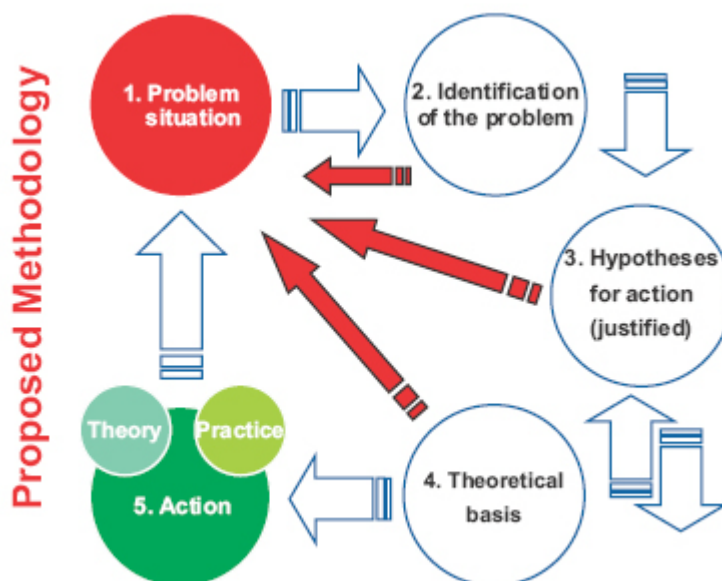 Proposed Methodology
1. Problem
situation
2. Identification
of the problem
3. Hypotheses
for action
(justified)
4. Theoretical
basis
Theory
Practice
5. Action